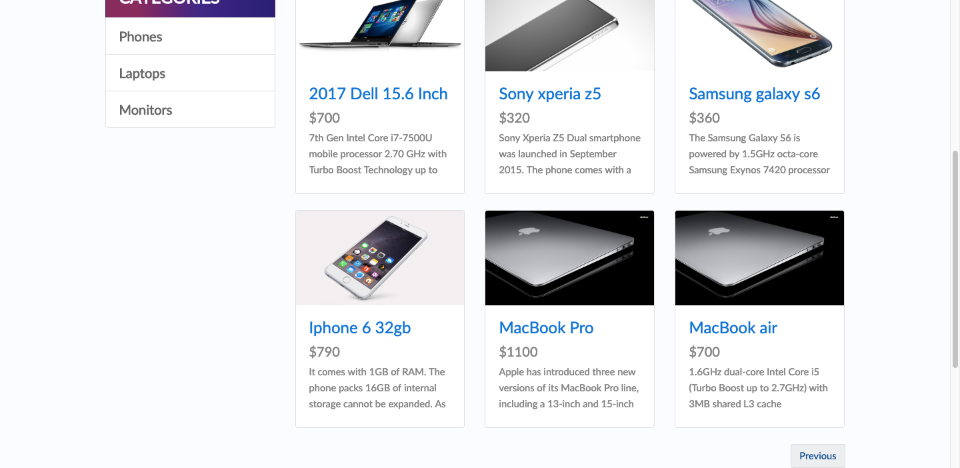 CATEGORIES
Phones
Laptops
Monitors
2017 Dell 15.6 Inch
$700
7th Gen Intel Core i7-7500U
mobile processor 2.70 GHz with
Turbo Boost Technology up to
Sony xperia z5
$320
Sony Xperia Z5 Dual smartphone
was launched in September
2015. The phone comes with a
Samsung galaxy s6
$360
The Samsung Galaxy S6 is
powered by 1.5GHz octa-core
Samsung Exynos 7420 processor
Iphone 6 32gb
$790
It comes with 1GB of RAM. The
phone packs 16GB of internal
storage cannot be expanded. As
MacBook Pro
$1100
Apple has introduced three new
versions of its MacBook Pro line,
including a 13-inch and 15-inch
MacBook air
$700
1.6GHz dual-core Intel Core i5
(Turbo Boost up to 2.7GHz) with
3MB shared L3 cache
Previous